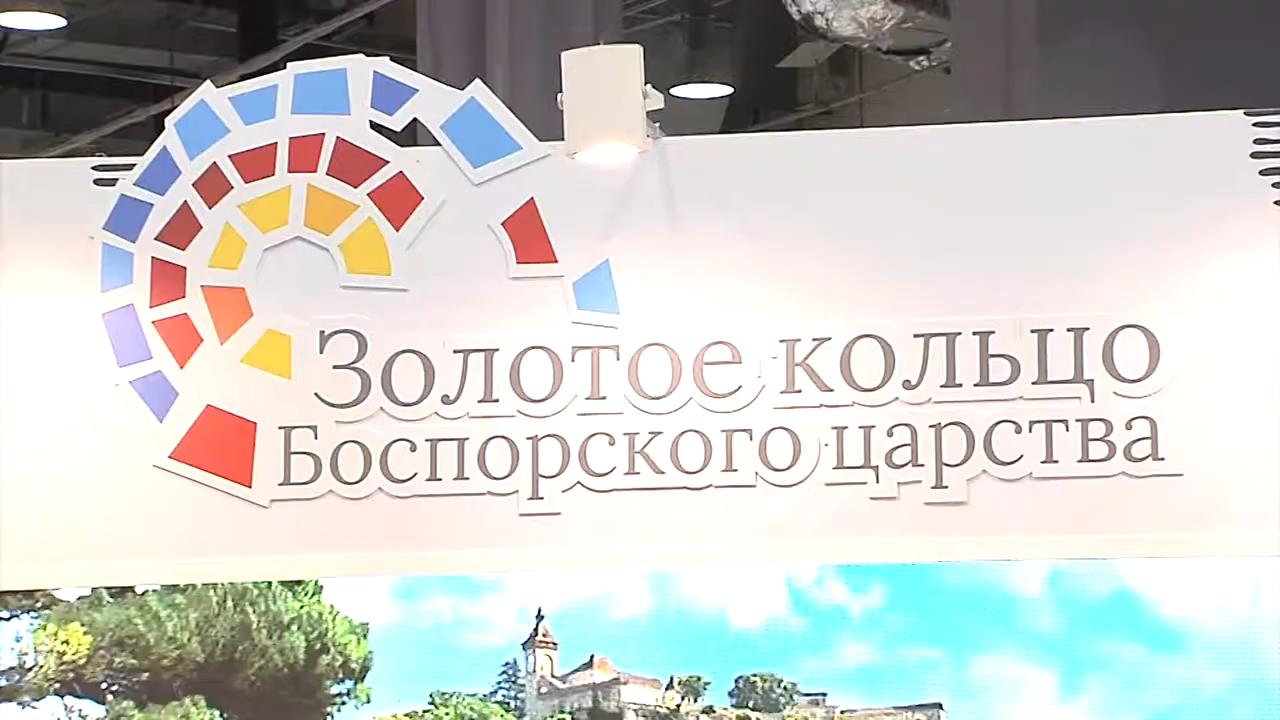 Золотое кольцо
Боспорского царства